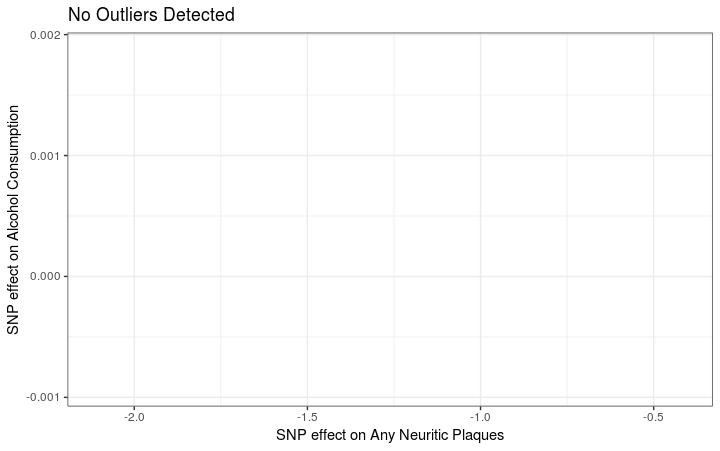 No Outliers Detected
SNP effect on Alcohol Consumption
0.002
0.001
0.000
-0.001
-2.0
-1.5
-1.0
-0.5
SNP effect on Any Neuritic Plaques